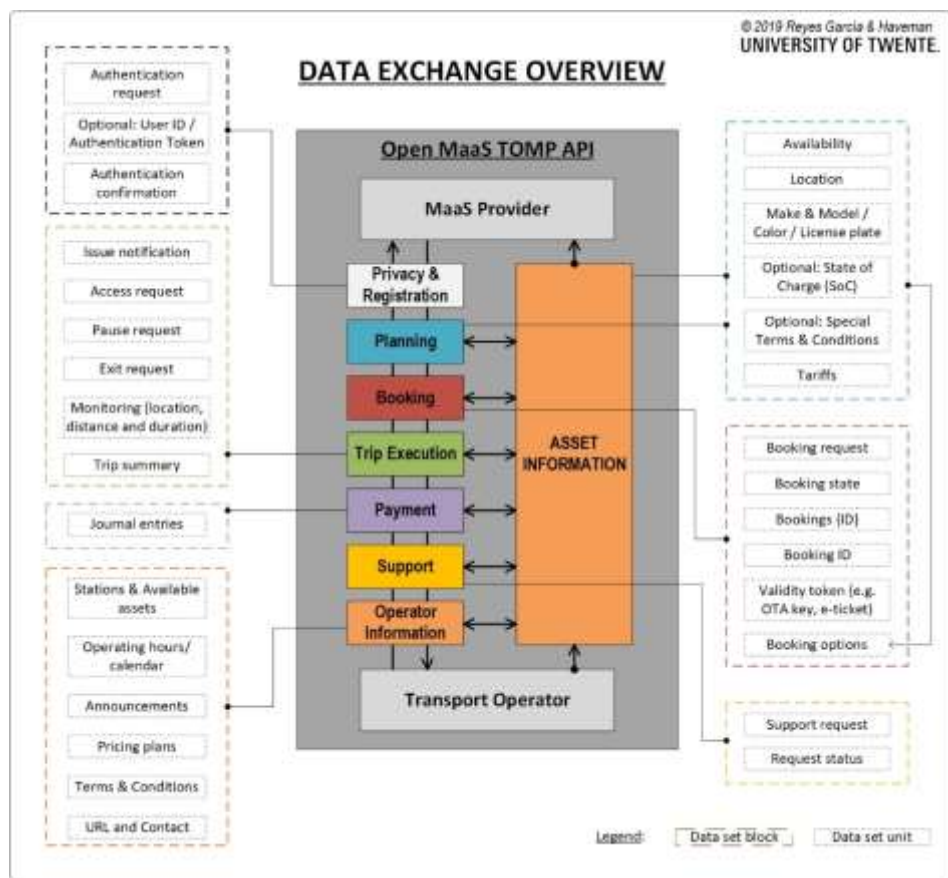 © 2019 Reyes García & Haveman
UNIVERSITY OF TWENTE.
DATA EXCHANGE OVERVIEW
Authentication
request
Optional: User ID /
Authentication Token
Authentication
confirmation
Issue notification
Access request
Pause request
Exit request
Monitoring (location,
distance and duration)
Trip summary
Journal entries
Stations & Available
assets
Operating hours/
calendar
Announcements
Pricing plans
Terms & Conditions
URL and Contact
Open MaaS TOMP API
MaaS Provider
Privacy &
Registration
Planning
Booking
Trip Execution
Payment
Support
Operator
Information
ASSET
INFORMATION
Transport Operator
Availability
Location
Make & Model /
Color / License plate
Optional: State of
Charge (SoC)
Optional: Special
Terms & Conditions
Tariffs
Booking request
Booking state
Bookings (ID)
Booking ID
Validity token (e.g.
OTA key, e-ticket)
Booking options
Support request
Request status
Legend:
Data set block
Data set unit